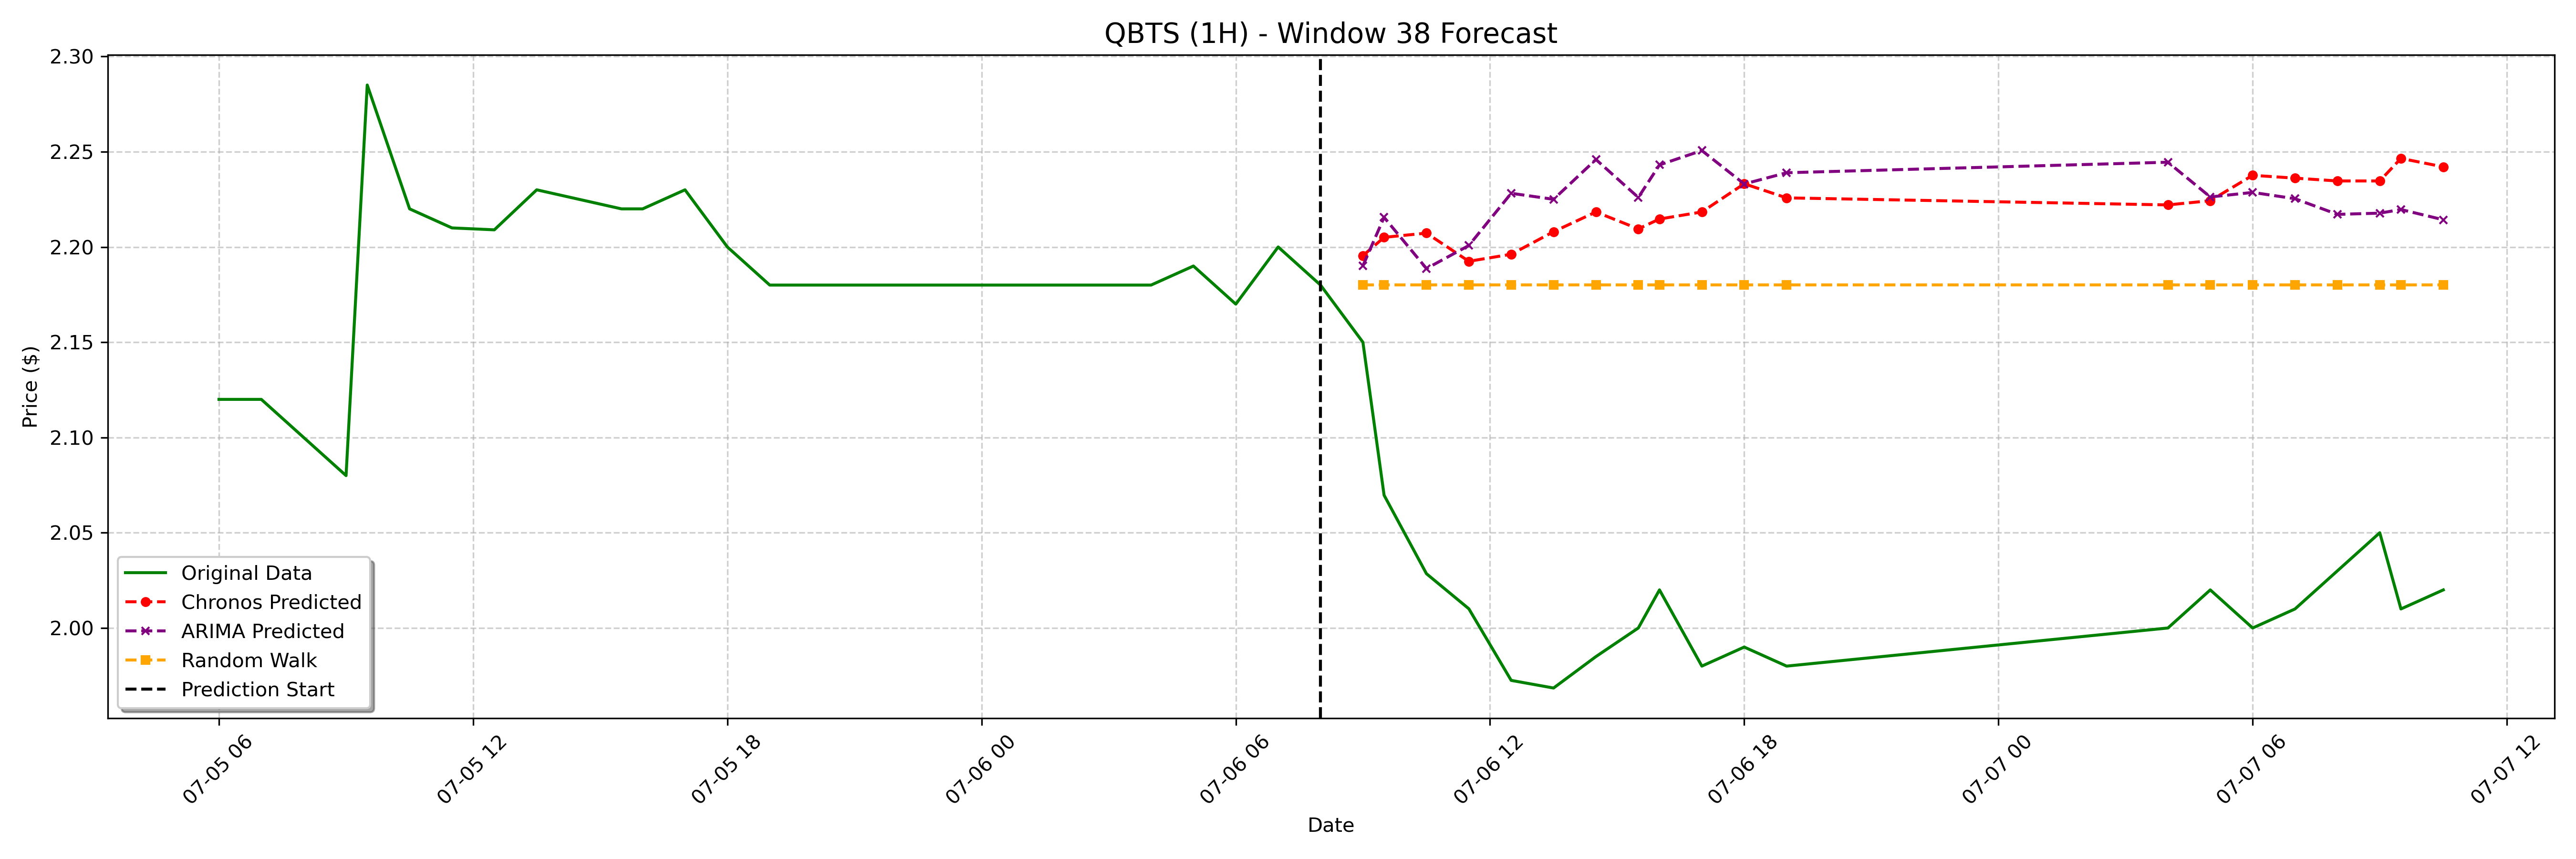 QBTS (1H) - Window 38 Forecast
Price ($)
2.30
2.25
2.20
2.15
2.10
2.05
2.00
Original Data
Chronos Predicted
ARIMA Predicted
Random Walk
Prediction Start
07-05 06
07-05 12
07-05 18
07-06 00
07-06 06
07-06 12
07-06 18
07-07 00
07-07 06
07-07 12
Date